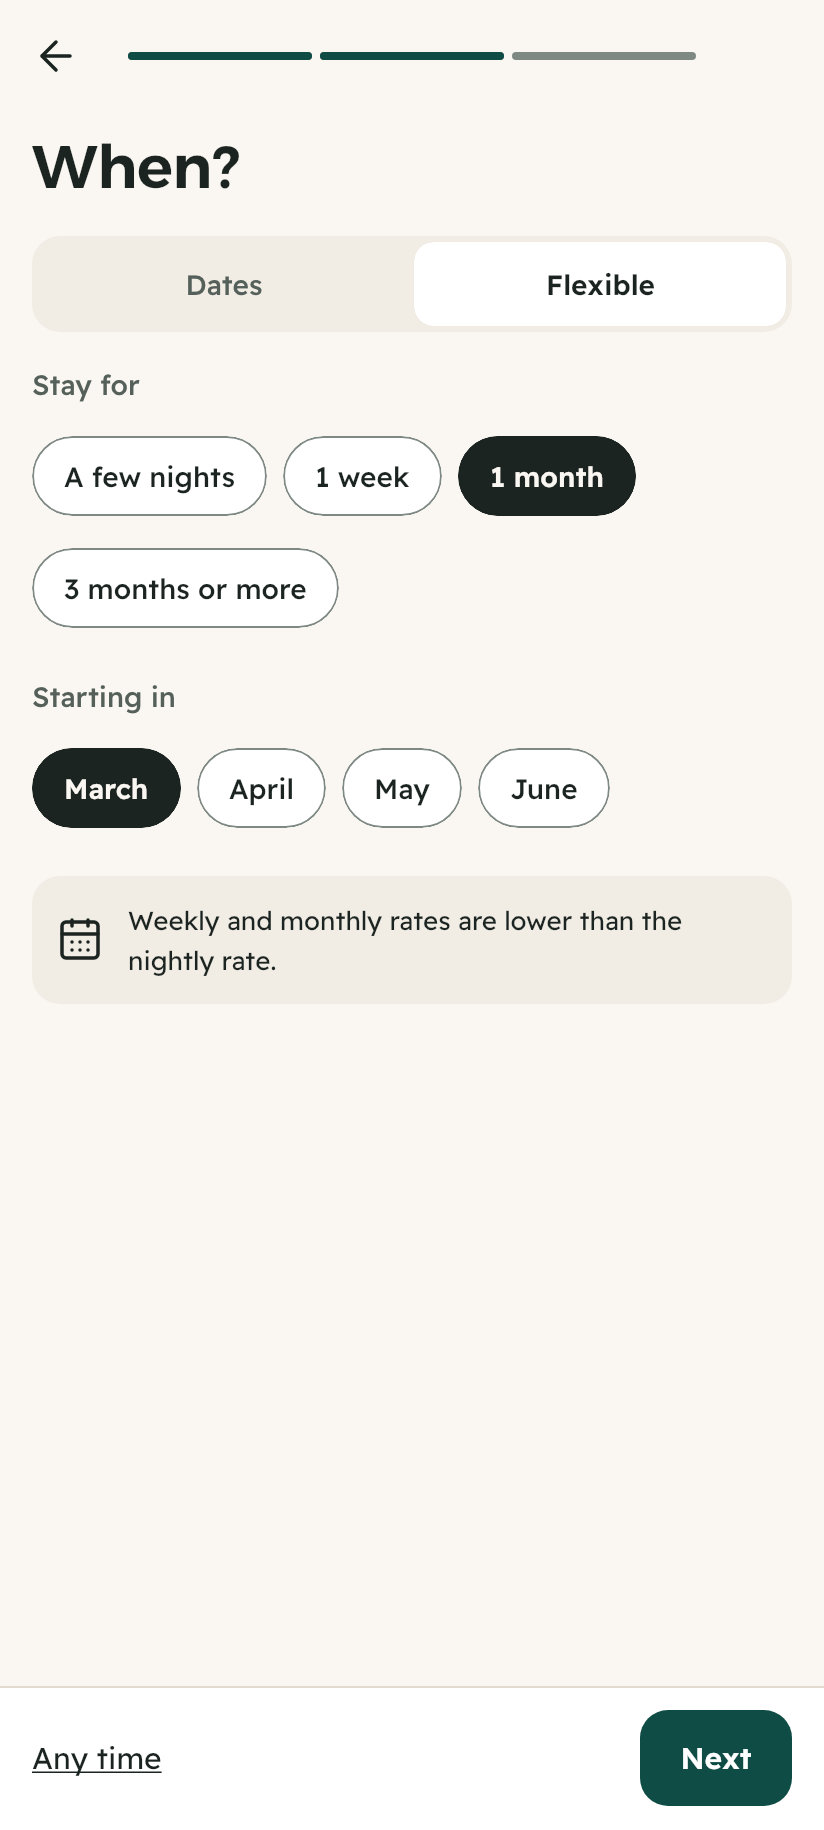 When?
Dates
Flexible
Stay for
A few nights
1 week
1 month
3 months or more
Starting in
March
April
May
June
Weekly and monthly rates are lower than the
nightly rate.
Any time
Next